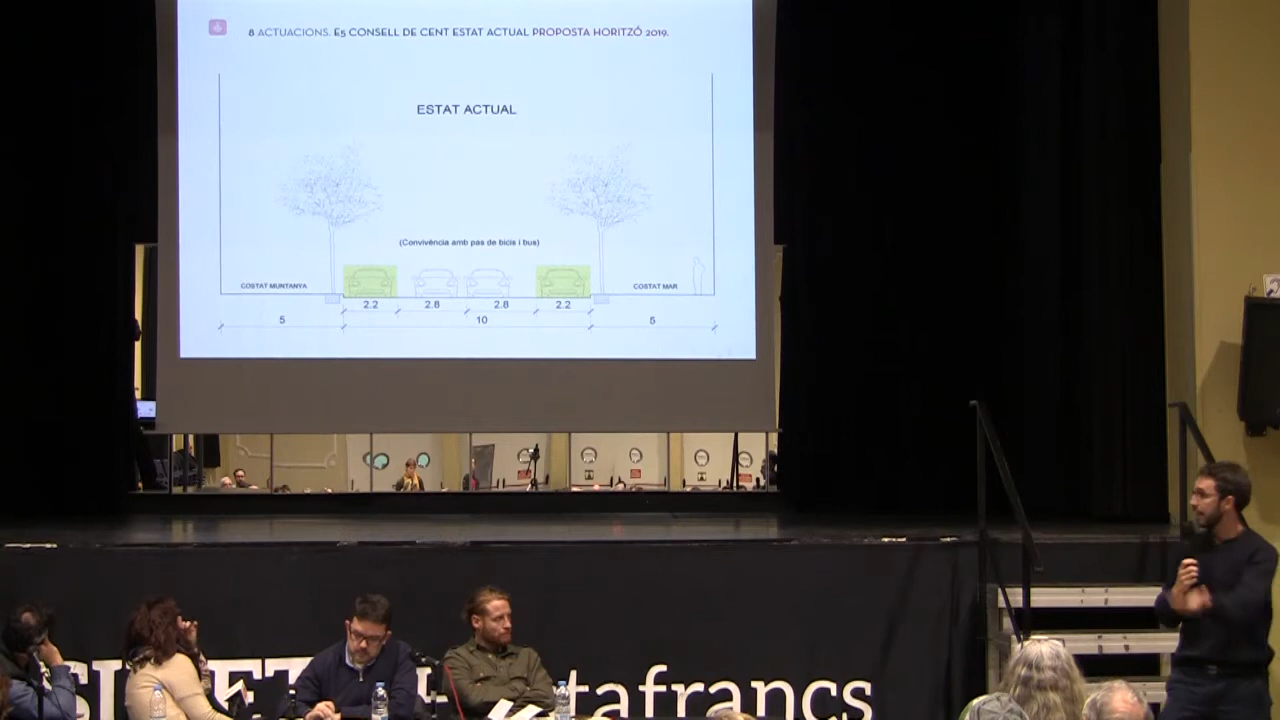 8 ACTUACIONS. E5 CONSELL DE CENT ESTAT ACTUAL PROPOSTA HORITZÓ 2019.
ESTAT ACTUAL
(Convivència amb pas de bicis i bus)
COSTAT MUNTANYA
COSTAT MAR
2.2 2.8 2.8 2.2
5 10 5
tafrancs